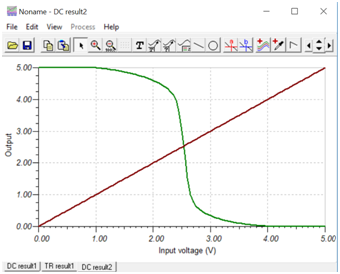 Noname - DC result2
File Edit View Process Help
T
a b
5.00
4.00
3.00
2.00
1.00
0.00
Output
0.00 1.00 2.00 3.00 4.00 5.00
Input voltage (V)
DC result1 TR result1 DC result2